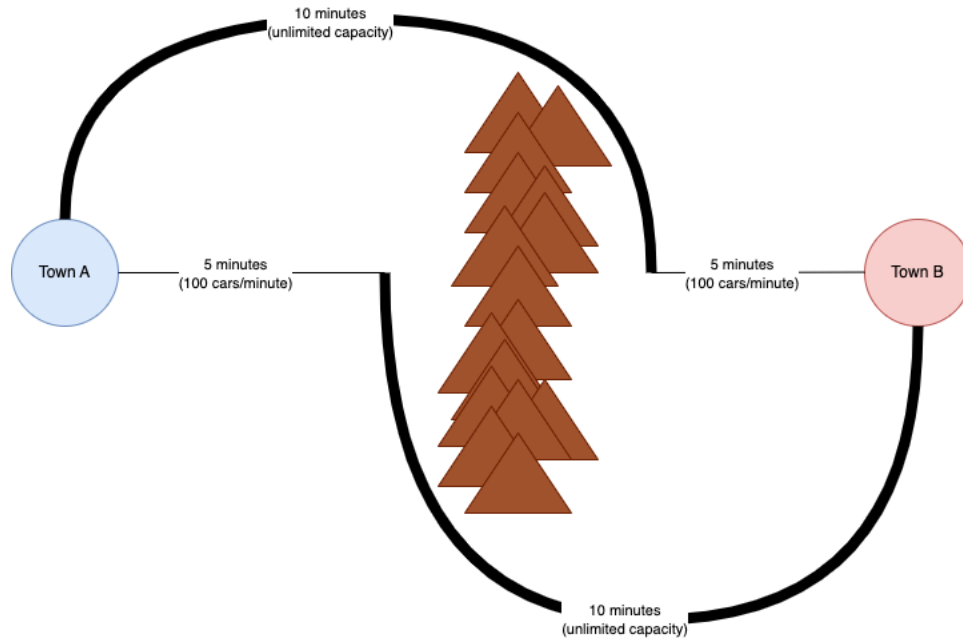 10 minutes
(unlimited capacity)
Town A
5 minutes
(100 cars/minute)
5 minutes
(100 cars/minute)
Town B
10 minutes
(unlimited capacity)